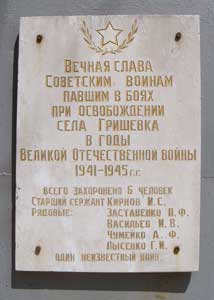 Вечная слава
Советским воинам
павшим в боях
при освобождении
села Гришевка
в годы
Великой Отечественной войны
1941-1945 г.г.
всего захоронено 6 человек
Старший сержант Кирнов И.С.
Рядовые: Заставенко П.Ф.
Васильев И.В.
Чумейко А.Ф.
Лысенко Г.И.
один неизвестный воин